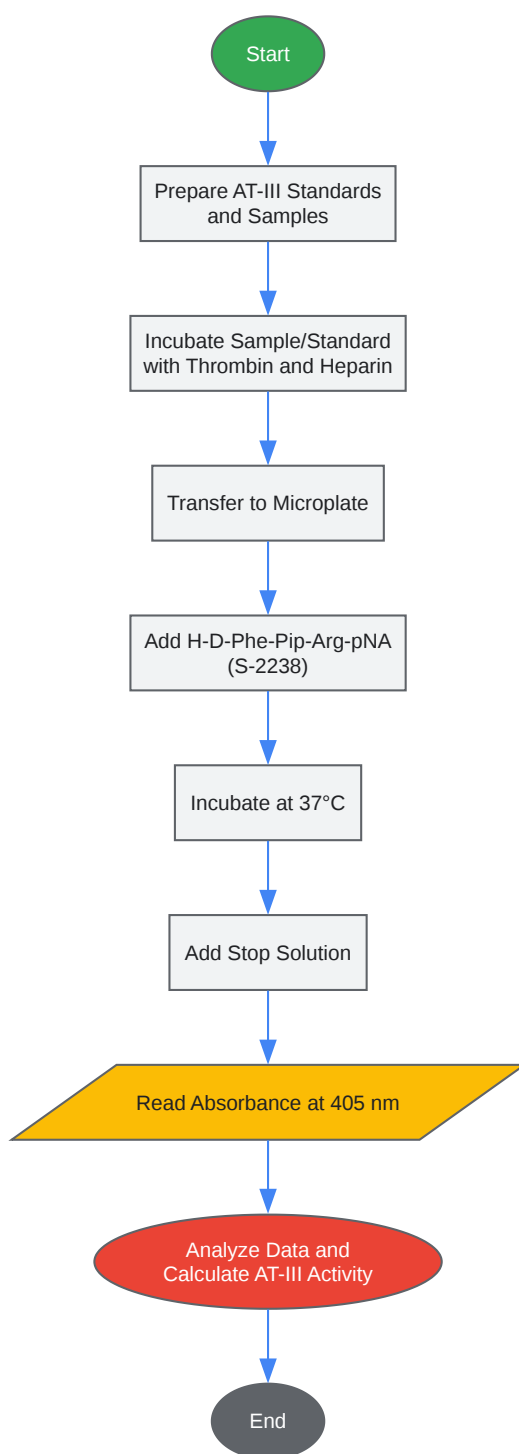 Start
Prepare AT-III Standards
and Samples
Incubate Sample/Standard
with Thrombin and Heparin
Transfer to Microplate
Add H-D-Phe-Pip-Arg-pNA
(S-2238)
Incubate at 37°C
Add Stop Solution
Read Absorbance at 405 nm
Analyze Data and
Calculate AT-III Activity
End